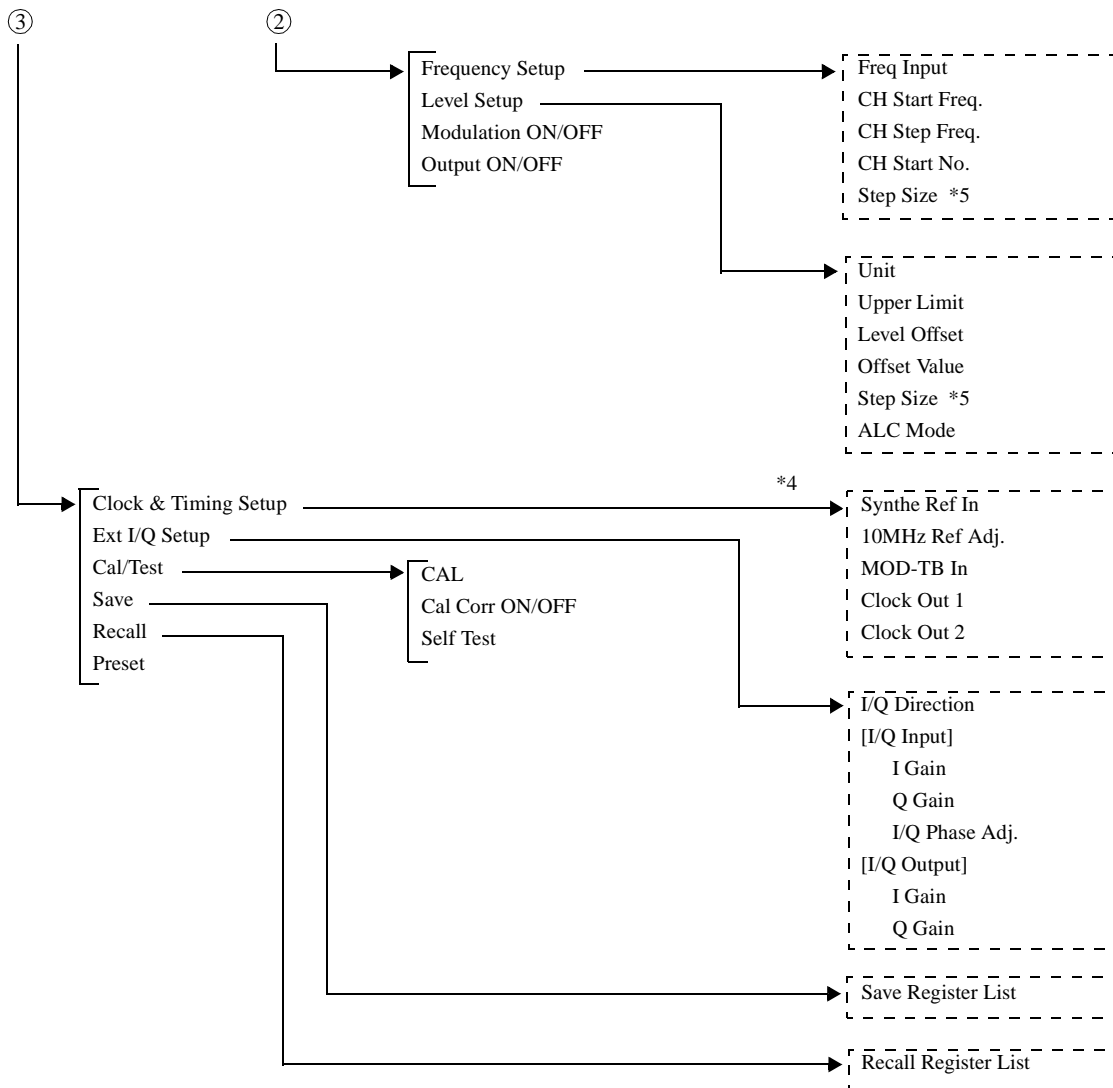 ③
②
Frequency Setup
Level Setup
Modulation ON/OFF
Output ON/OFF
Freq Input
CH Start Freq.
CH Step Freq.
CH Start No.
Step Size *5
Unit
Upper Limit
Level Offset
Offset Value
Step Size *5
ALC Mode
*4
Clock & Timing Setup
Ext I/Q Setup
Cal/Test
Save
Recall
Preset
CAL
Cal Corr ON/OFF
Self Test
Synthe Ref In
10MHz Ref Adj.
MOD-TB In
Clock Out 1
Clock Out 2
I/Q Direction
[I/Q Input]
I Gain
Q Gain
I/Q Phase Adj.
[I/Q Output]
I Gain
Q Gain
Save Register List
Recall Register List